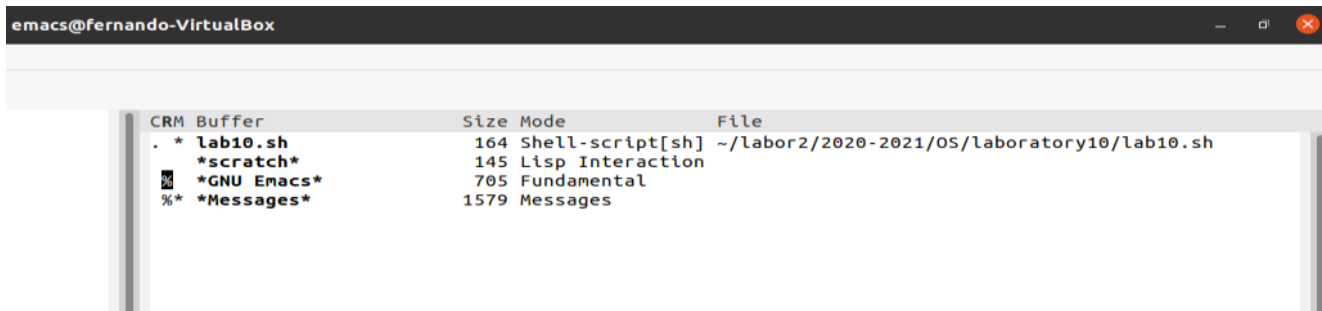 emacs@fernando-VirtualBox
CRM Buffer Size Mode File
. * lab10.sh 164 Shell-script[sh] ~/labor2/2020-2021/OS/laboratory10/lab10.sh
*scratch* 145 Lisp Interaction
% *GNU Emacs* 705 Fundamental
%* *Messages* 1579 Messages